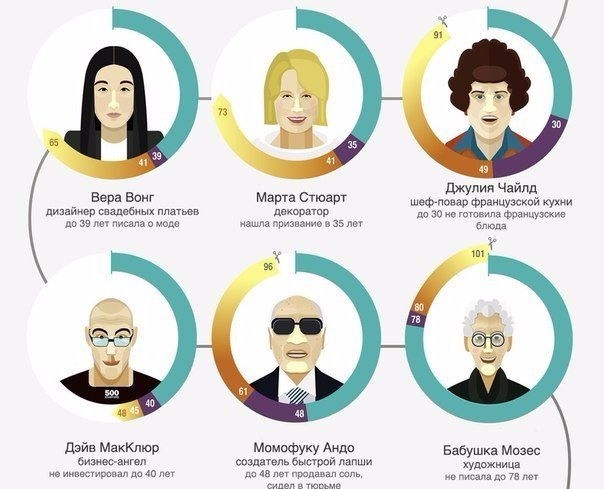 65
41
39
73
41
35
91
49
30
Вера Вонг
дизайнер свадебных платьев
до 39 лет писала о моде
Марта Стюарт
декоратор
нашла призвание в 35 лет
Джулия Чайлд
шеф-повар французской кухни
до 30 не готовила французские
блюда
500
48
45
40
96
61
48
101
80
78
Дэйв МакКлюр
бизнес-ангел
не инвестировал до 40 лет
Момофуку Андо
создатель быстрой лапши
до 48 лет продавал соль,
сидел в тюрьме
Бабушка Мозес
художница
не писала до 78 лет